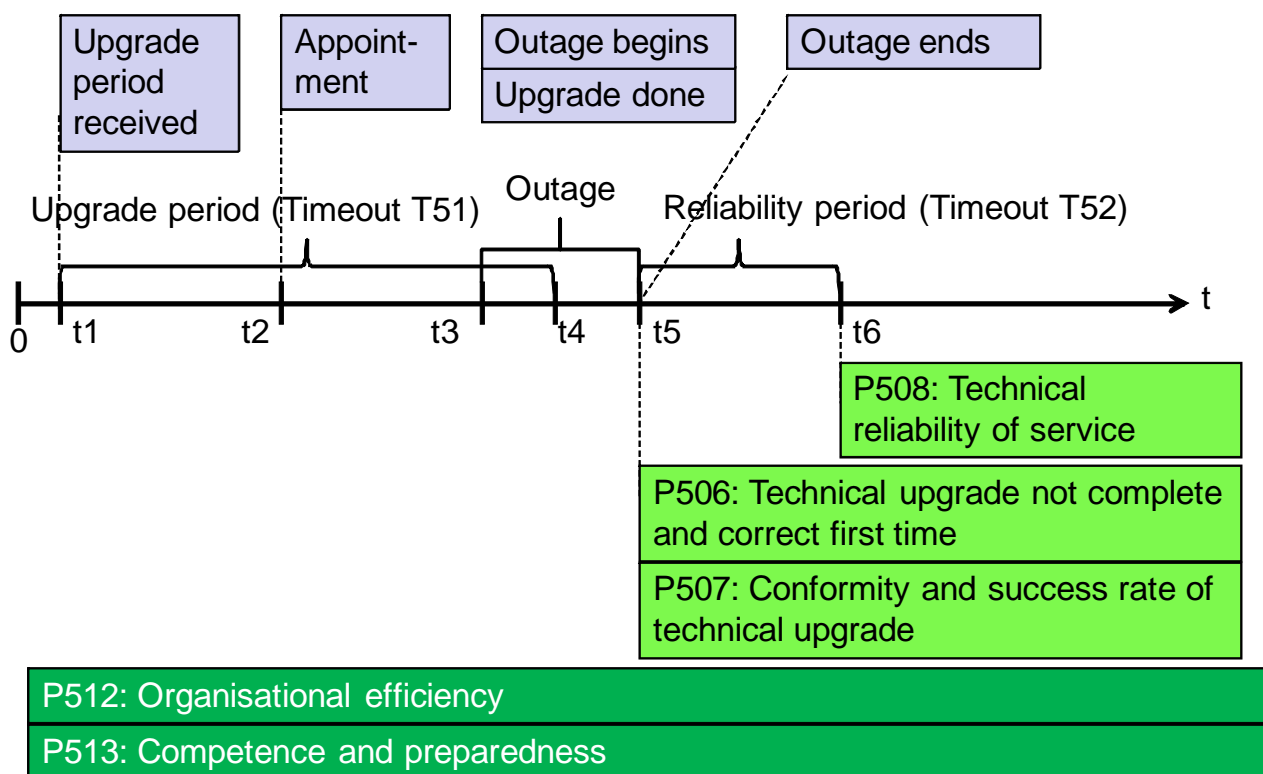 Upgrade
period
received
Appoint-
ment
Outage begins
Upgrade done
Outage ends
Outage
Upgrade period (Timeout T51)
Reliability period (Timeout T52)
t
0
t1
t2
t3
t4
t5
t6
P508: Technical
reliability of service
P506: Technical upgrade not complete
and correct first time
P507: Conformity and success rate of
technical upgrade
P512: Organisational efficiency
P513: Competence and preparedness